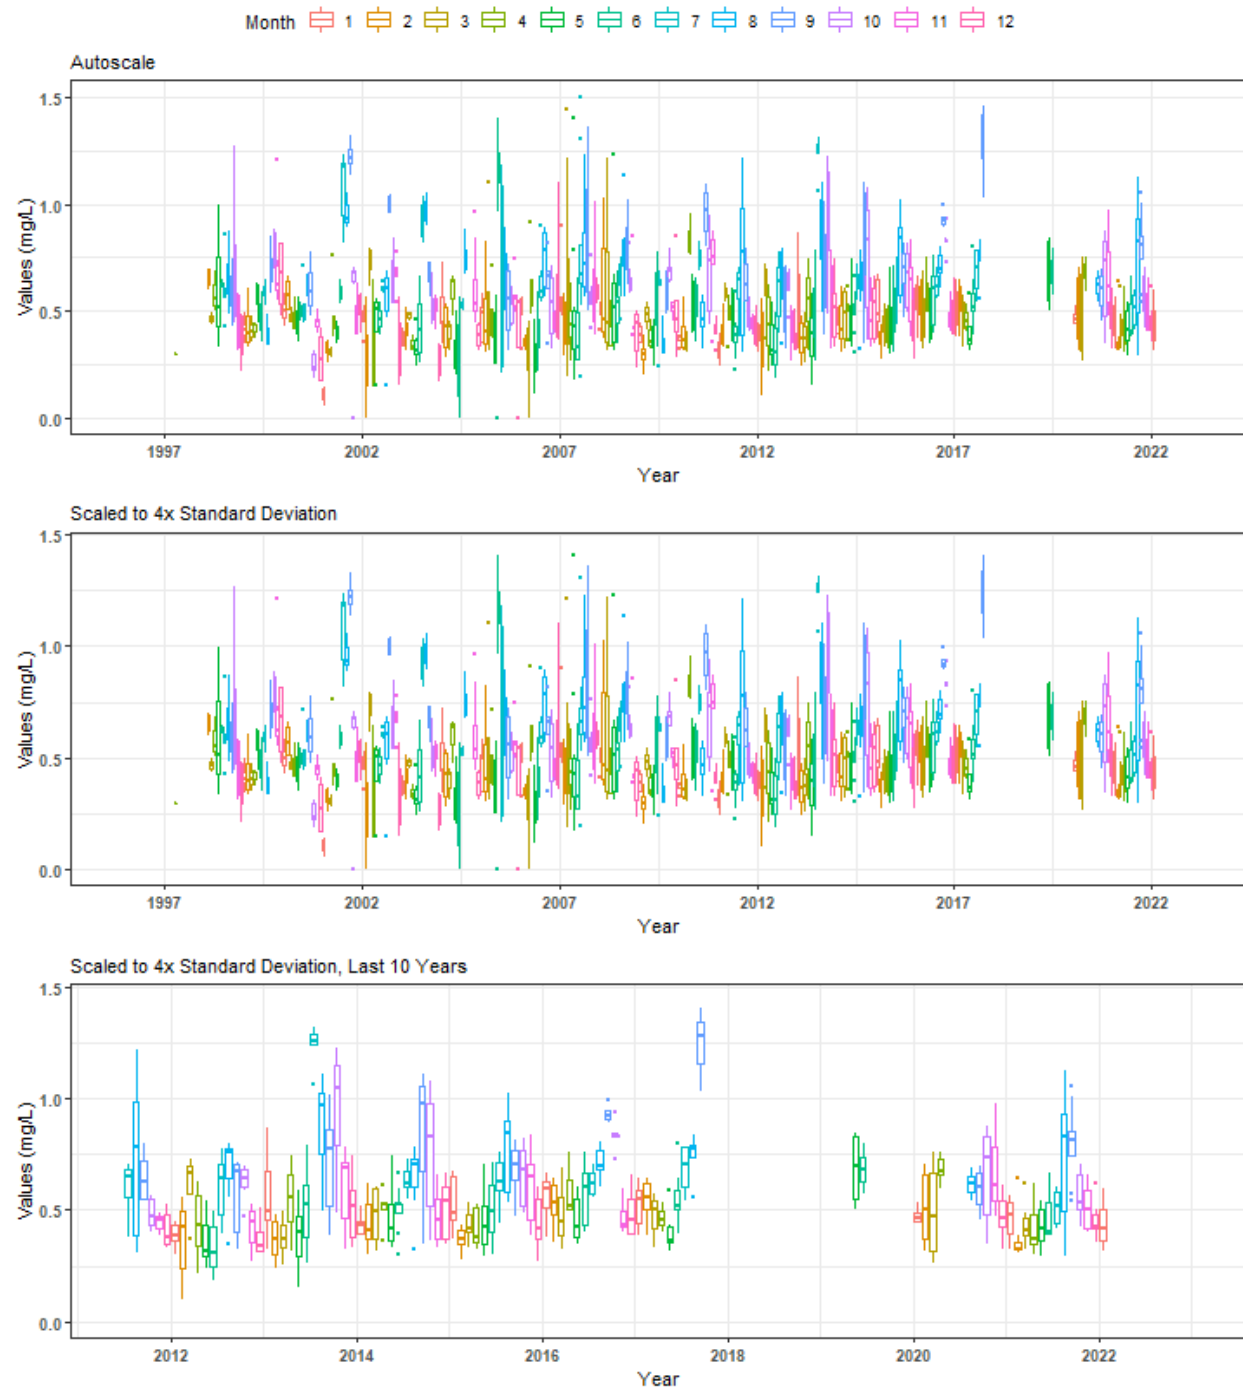 Month 1 2 3 4 5 6 7 8 9 10 11 12
Autoscale
1.5
1.0
0.5
0.0
Values (mg/L)
1997 2002 2007 2012 2017 2022
Year
Scaled to 4x Standard Deviation
1.5
1.0
0.5
0.0
Values (mg/L)
1997 2002 2007 2012 2017 2022
Year
Scaled to 4x Standard Deviation, Last 10 Years
1.5
1.0
0.5
0.0
Values (mg/L)
2012 2014 2016 2018 2020 2022
Year